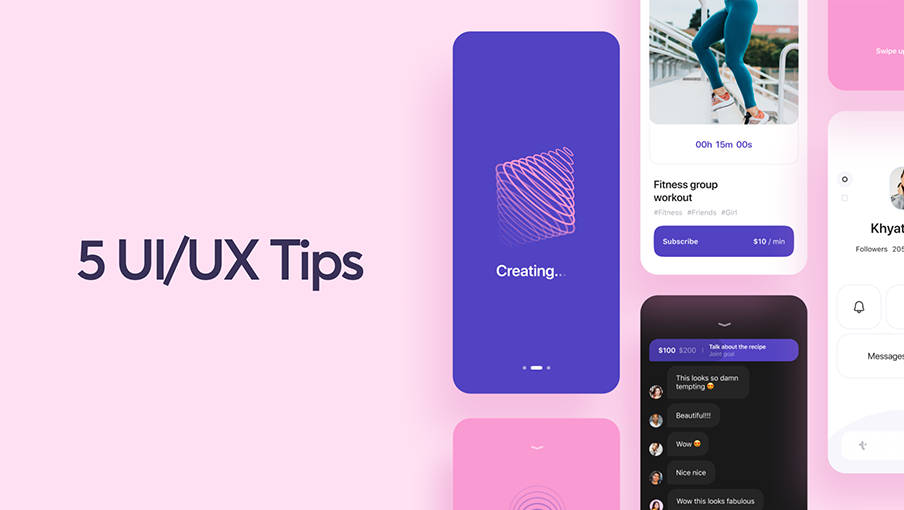 5 UI/UX Tips
Creating...
00h 15m 00s
Fitness group
workout
#Fitness #Friends #Girl
Subscribe $10 / min
$100 $200 Talk about the recipe
Joint goal
This looks so damn
tempting 😍
Beautiful!!!
Wow 😍
Nice nice
Wow this looks fabulous
Swipe up
Khyat
Followers 205
Messages